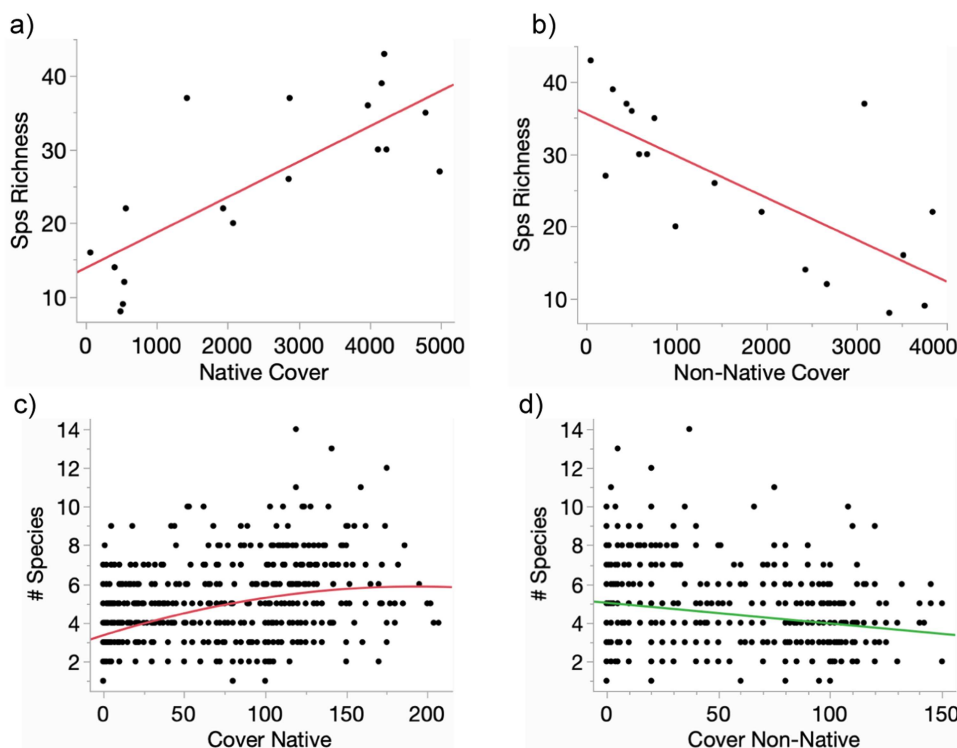 a)
Sps Richness
40
30
20
10
0 1000 2000 3000 4000 5000
Native Cover
b)
Sps Richness
40
30
20
10
0 1000 2000 3000 4000
Non-Native Cover
c)
# Species
14
12
10
8
6
4
2
0 50 100 150 200
Cover Native
d)
# Species
14
12
10
8
6
4
2
0 50 100 150
Cover Non-Native